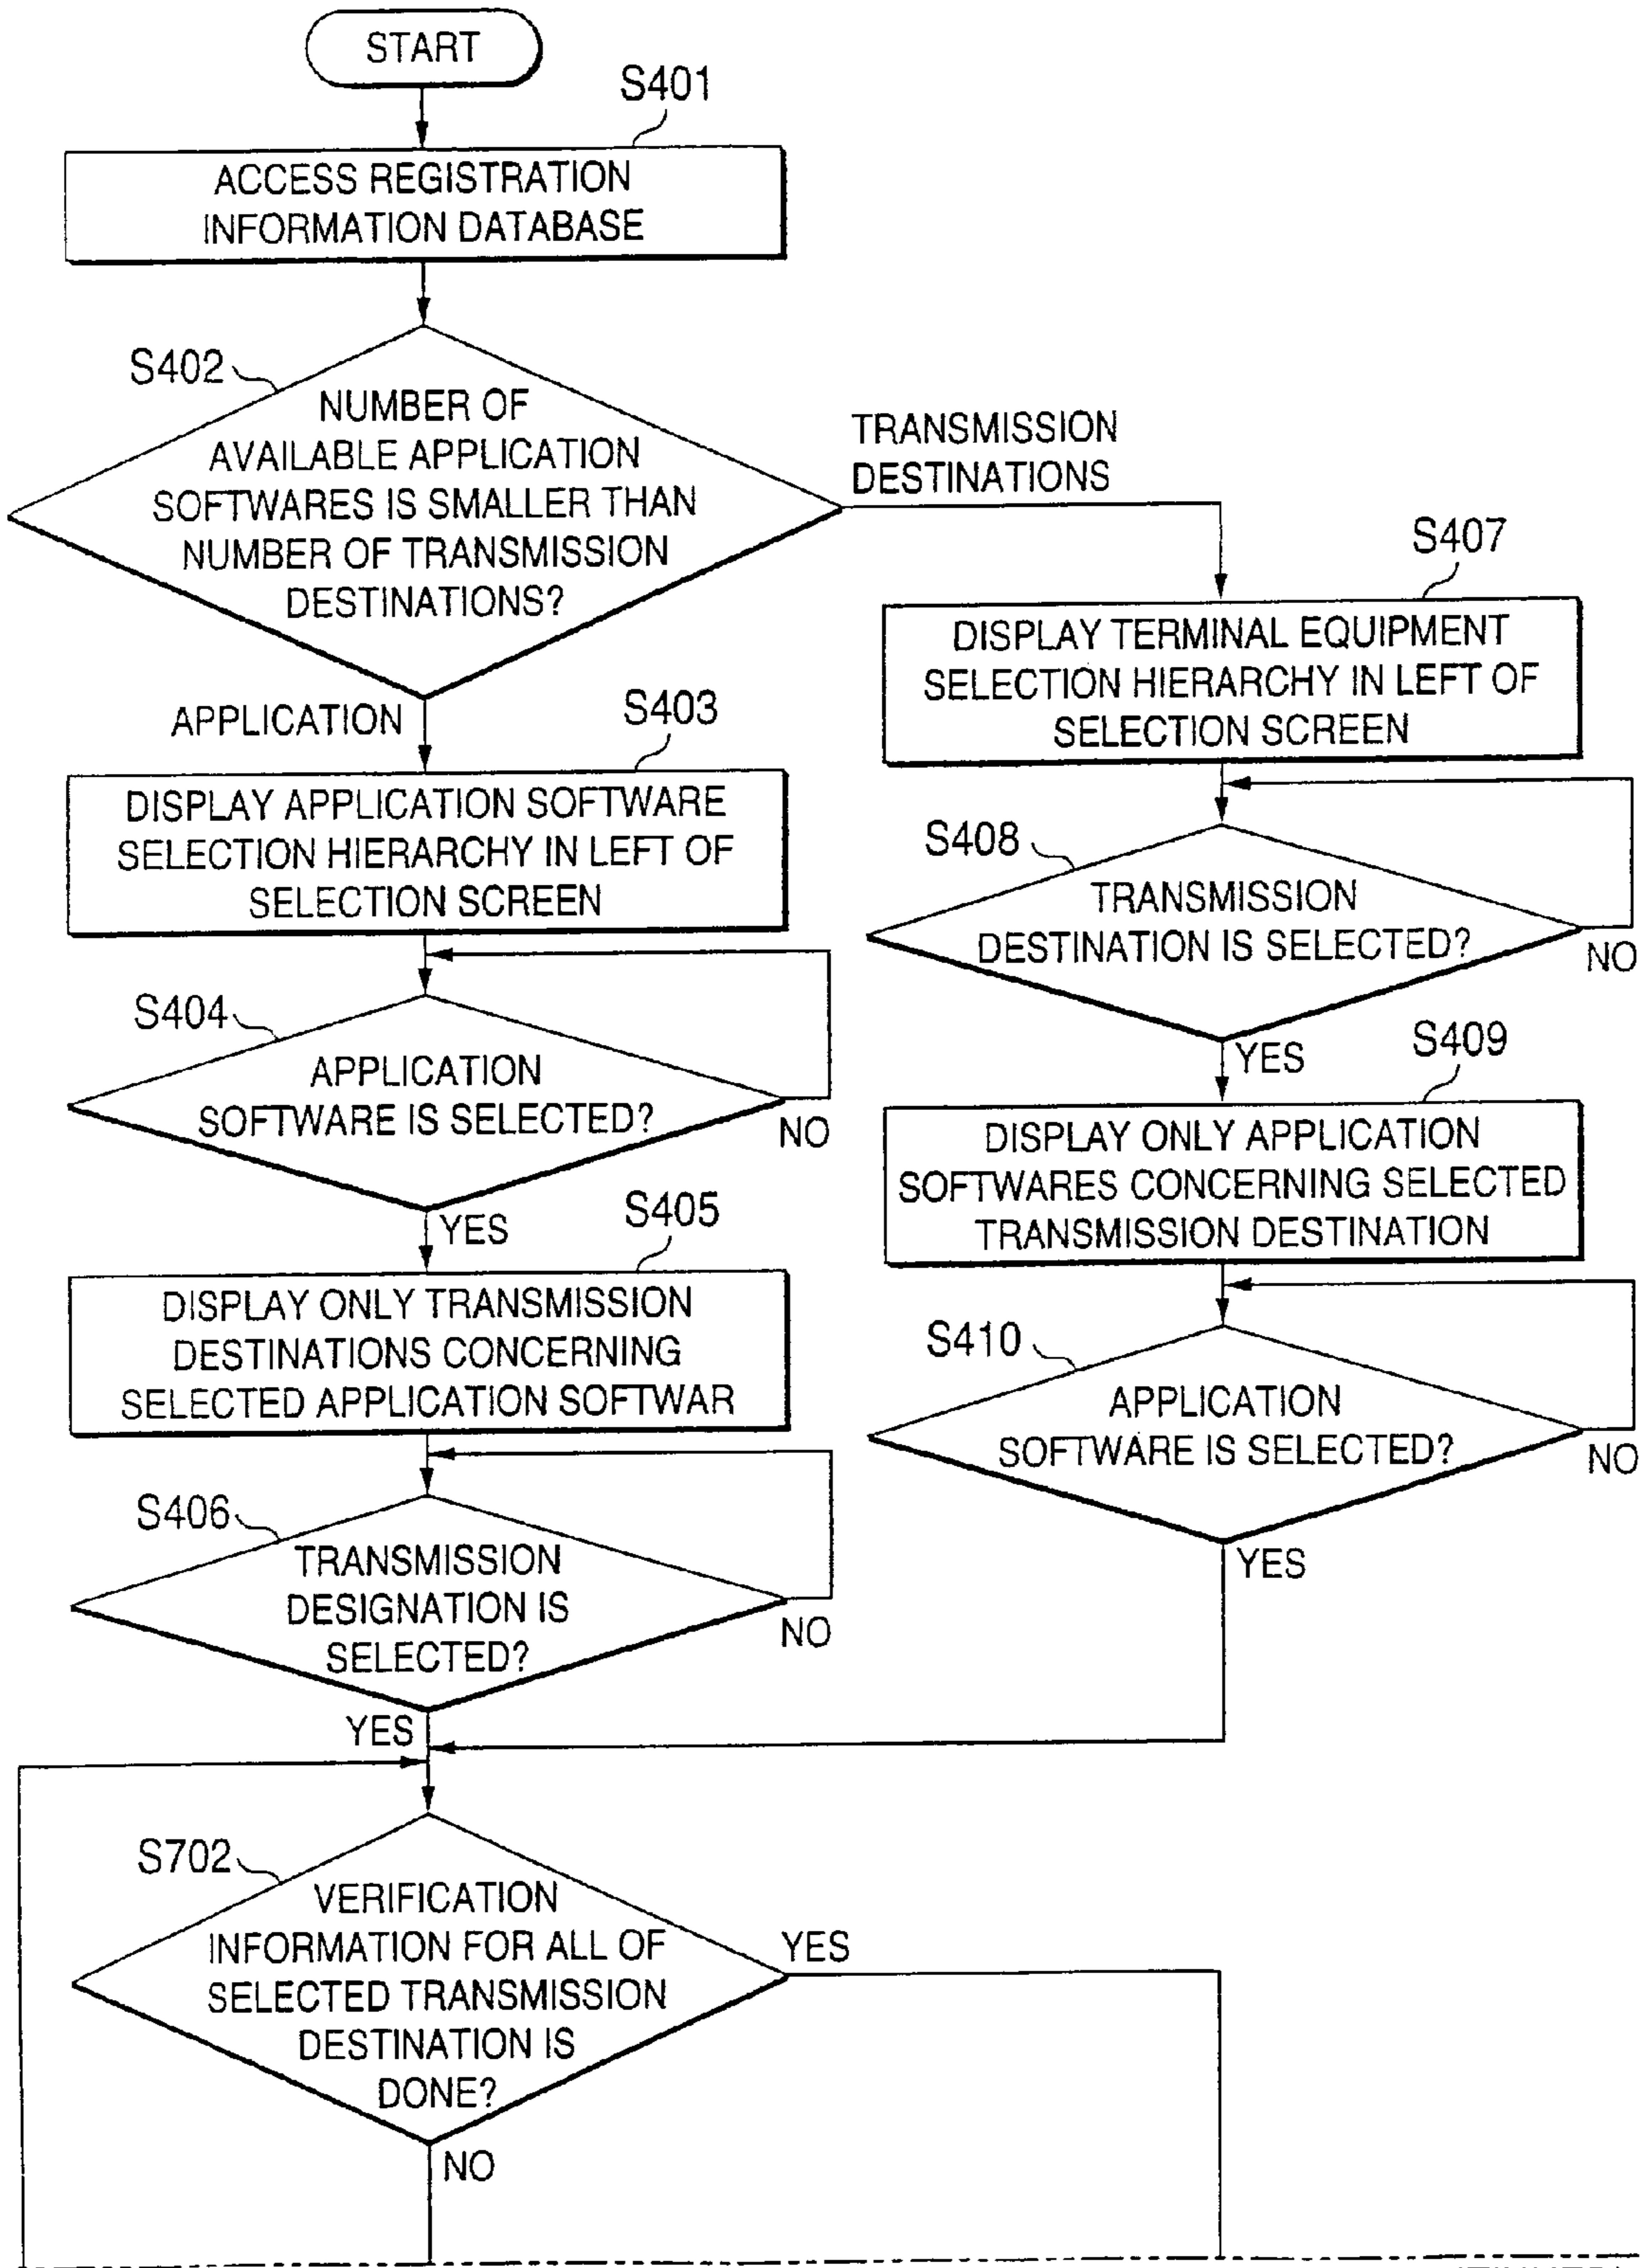 START
S401
ACCESS REGISTRATION
INFORMATION DATABASE
S402
NUMBER OF
AVAILABLE APPLICATION
SOFTWARES IS SMALLER THAN
NUMBER OF TRANSMISSION
DESTINATIONS?
TRANSMISSION
DESTINATIONS
APPLICATION
S403
DISPLAY APPLICATION SOFTWARE
SELECTION HIERARCHY IN LEFT OF
SELECTION SCREEN
S404
APPLICATION
SOFTWARE IS SELECTED?
NO
YES
S405
DISPLAY ONLY TRANSMISSION
DESTINATIONS CONCERNING
SELECTED APPLICATION SOFTWAR
S406
TRANSMISSION
DESIGNATION IS
SELECTED?
NO
YES
S407
DISPLAY TERMINAL EQUIPMENT
SELECTION HIERARCHY IN LEFT OF
SELECTION SCREEN
S408
TRANSMISSION
DESTINATION IS SELECTED?
NO
YES
S409
DISPLAY ONLY APPLICATION
SOFTWARES CONCERNING SELECTED
TRANSMISSION DESTINATION
S410
APPLICATION
SOFTWARE IS SELECTED?
NO
YES
S702
VERIFICATION
INFORMATION FOR ALL OF
SELECTED TRANSMISSION
DESTINATION IS
DONE?
YES
NO